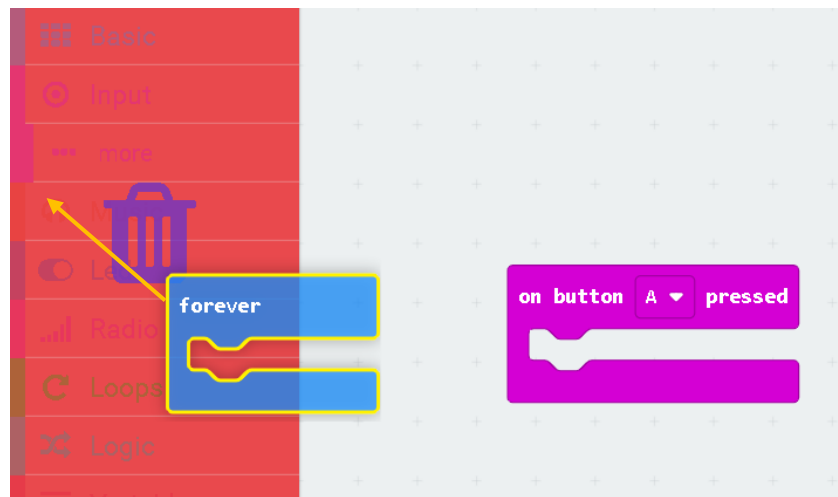 Basic
Input
more
forever
on button A pressed
Radio
Loops
Logic